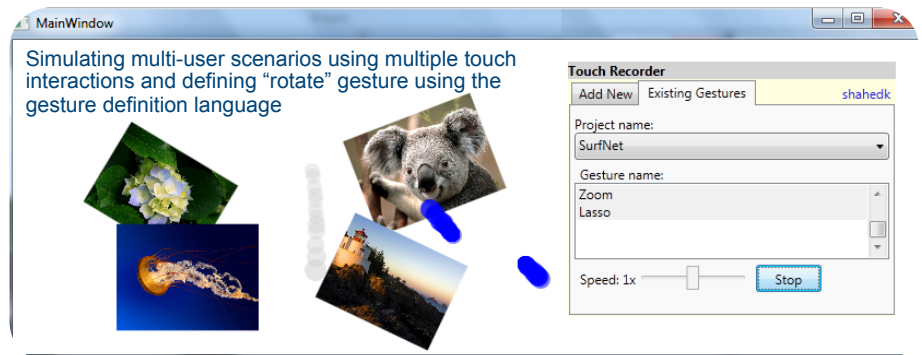 MainWindow
Simulating multi-user scenarios using multiple touch
interactions and defining “rotate” gesture using the
gesture definition language
Touch Recorder
Add New Existing Gestures shahedk
Project name:
SurfNet
Gesture name:
Zoom
Lasso
Speed: 1x Stop